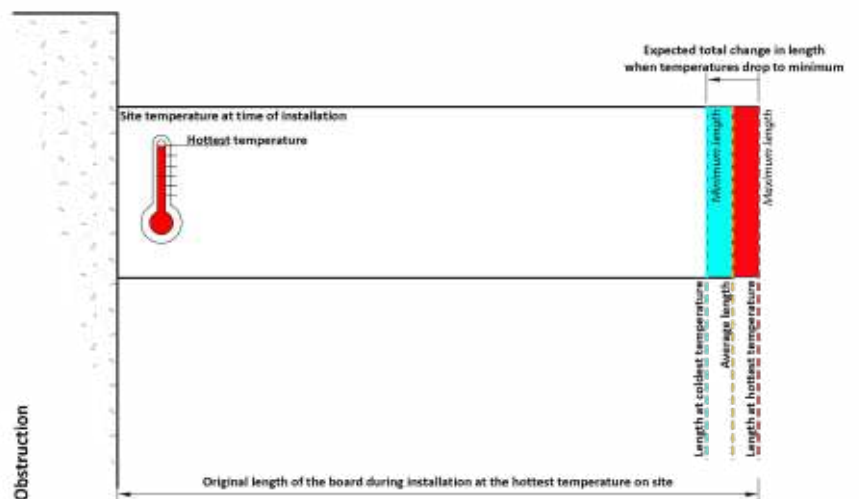 Expected total change in length
when temperatures drop to minimum
Site temperature at time of installation
Hottest temperature
Minimum length
Maximum length
Length at coldest temperature
Average length
Length at hottest temperature
Obstruction
Original length of the board during installation at the hottest temperature on site